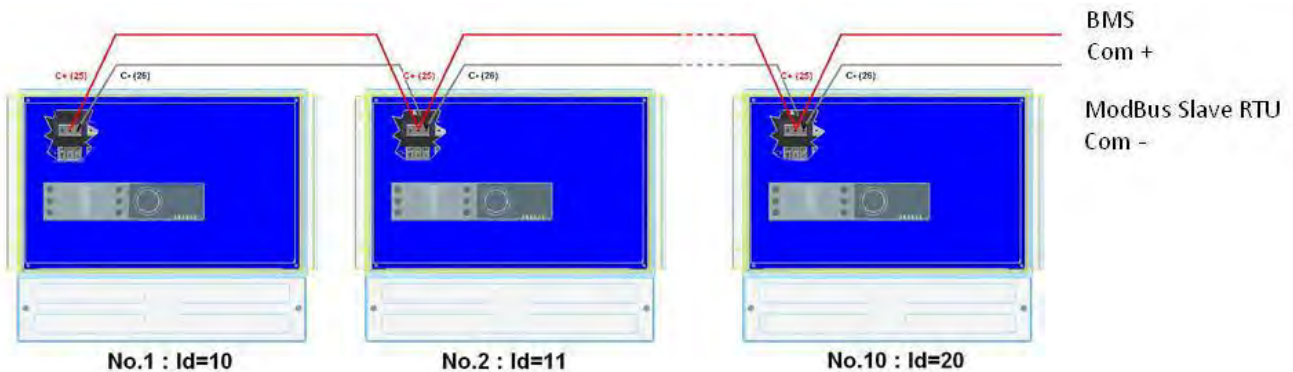 BMS
Com +
C+ (25)
C- (26)
C+ (25)
C- (26)
C+ (25)
C- (26)
ModBus Slave RTU
Com -
No.1 : Id=10
No.2 : Id=11
No.10 : Id=20